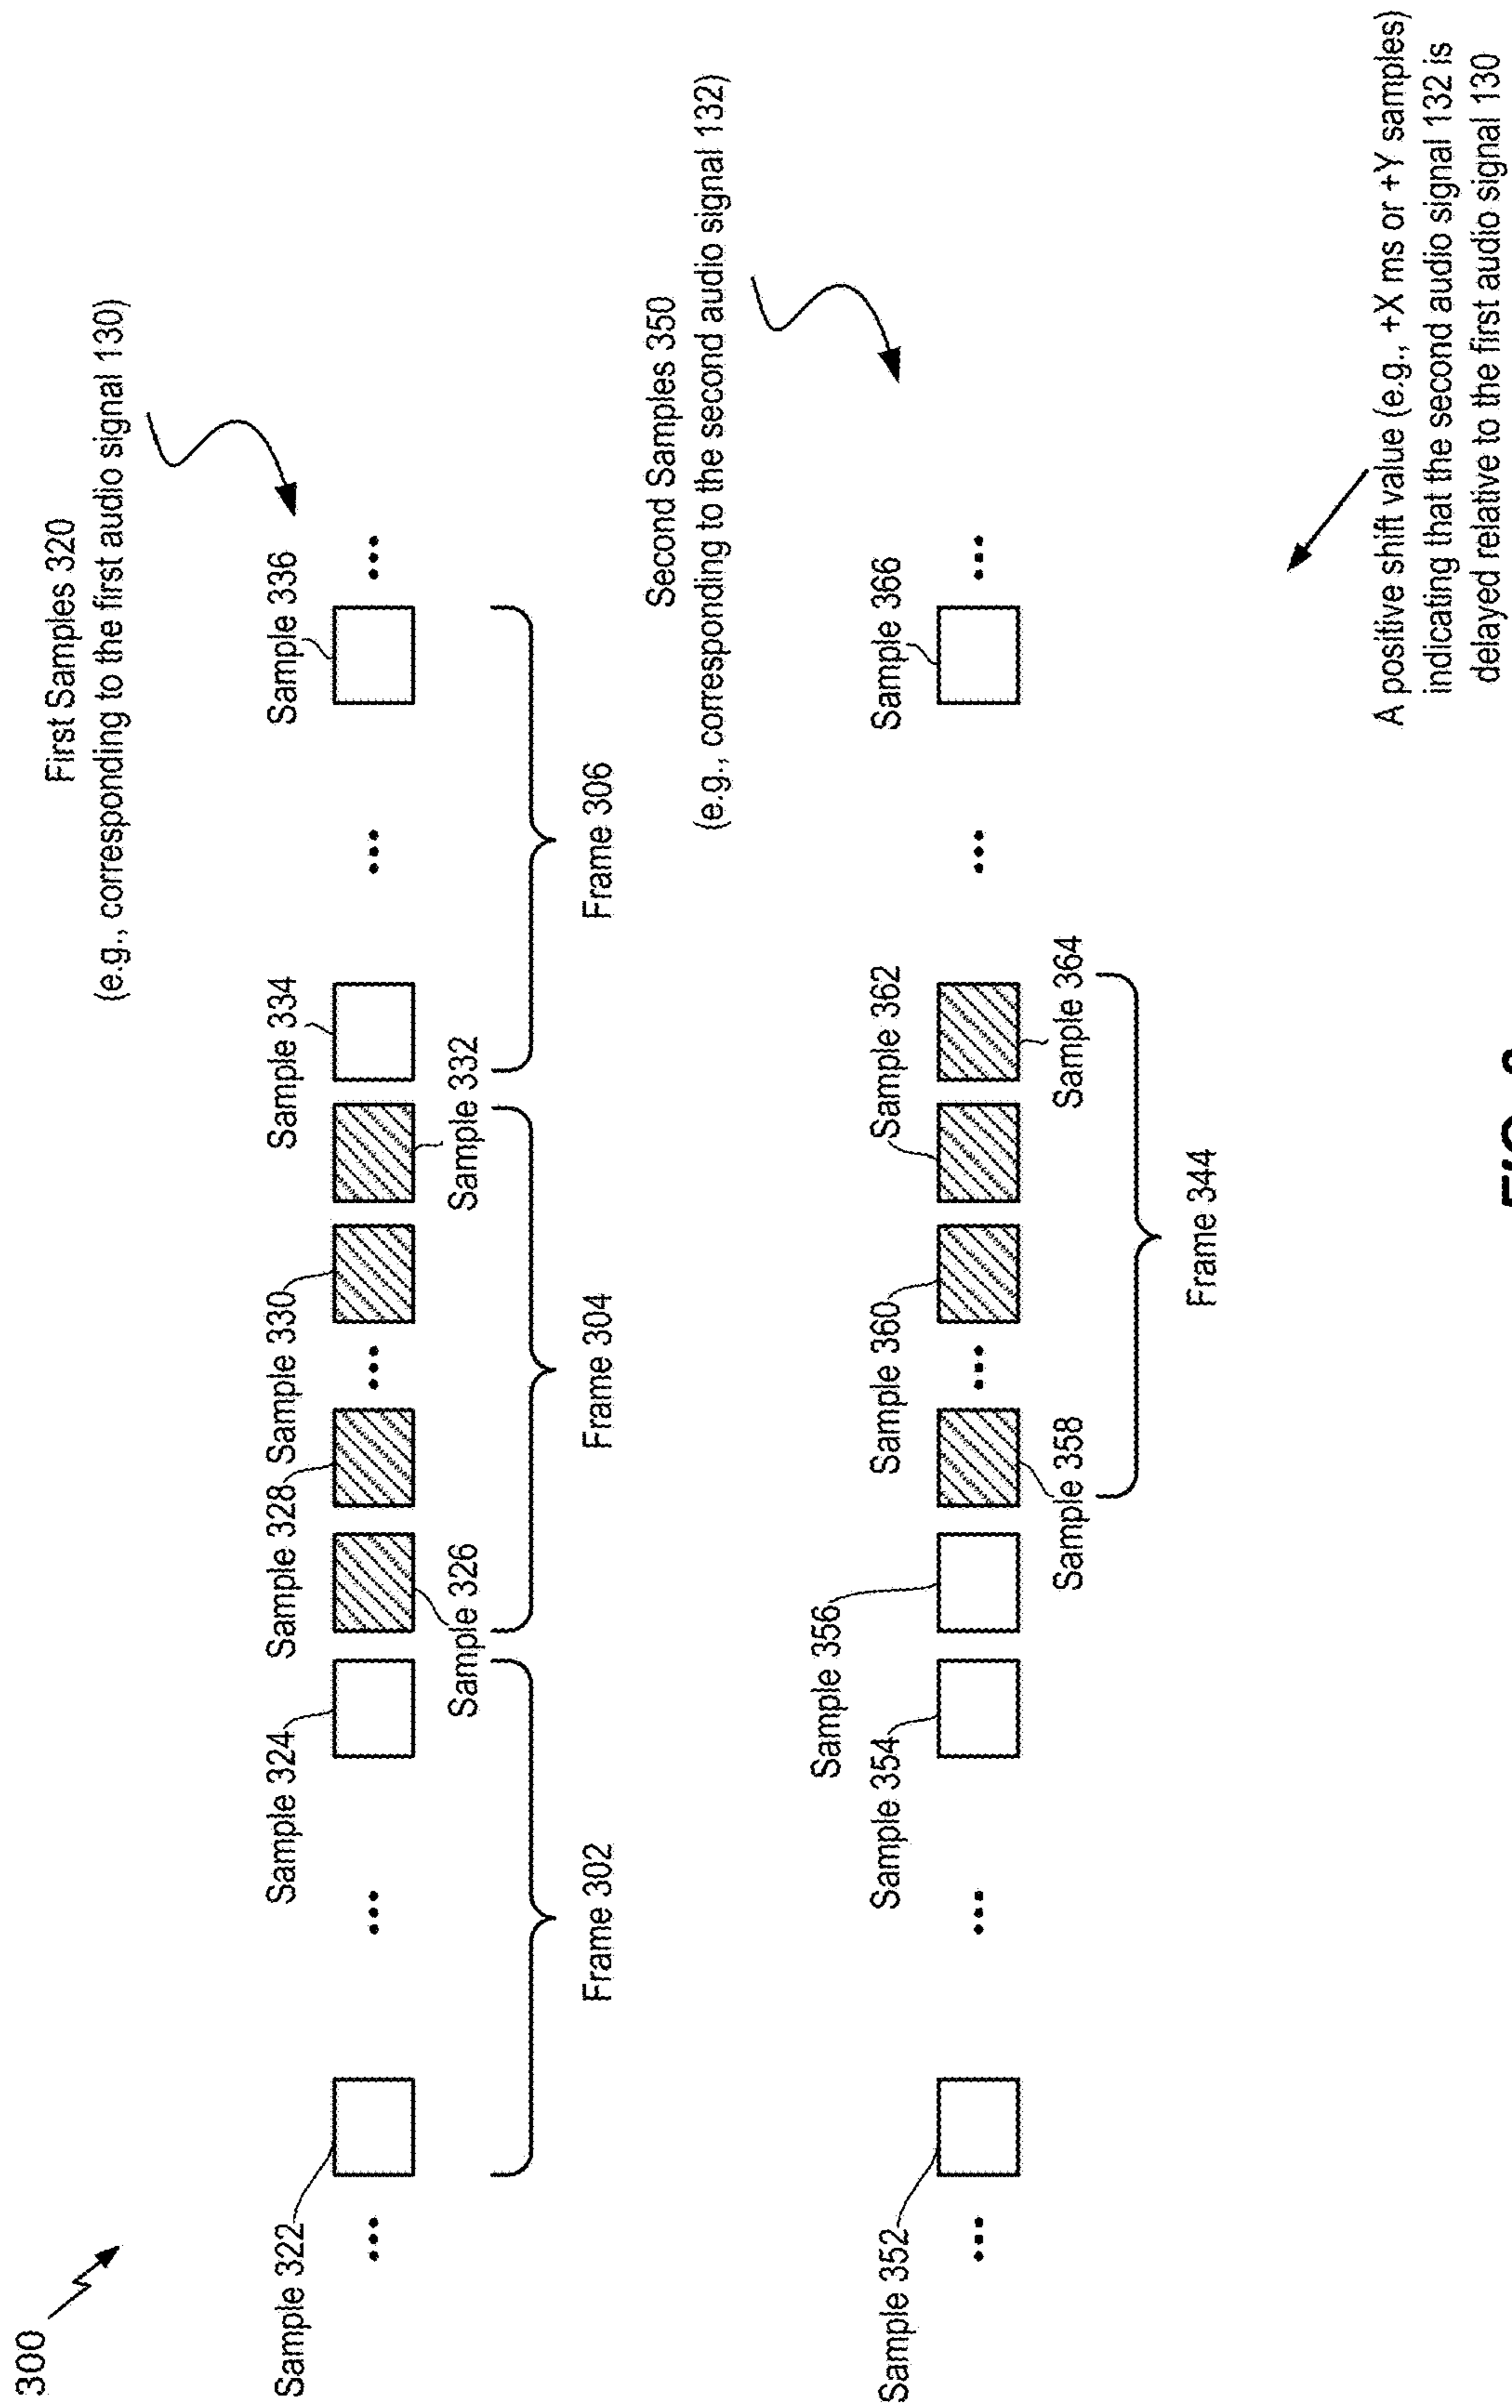 300
First Samples 320
(e.g., corresponding to the first audio signal 130)
Sample 322
Sample 324
Sample 328
Sample 330
Sample 334
Sample 336
Sample 326
Sample 332
Frame 302
Frame 304
Frame 306
Second Samples 350
(e.g., corresponding to the second audio signal 132)
Sample 356
Sample 352
Sample 354
Sample 360
Sample 362
Sample 366
Sample 358
Sample 364
Frame 344
A positive shift value (e.g., +X ms or +Y samples)
indicating that the second audio signal 132 is
delayed relative to the first audio signal 130